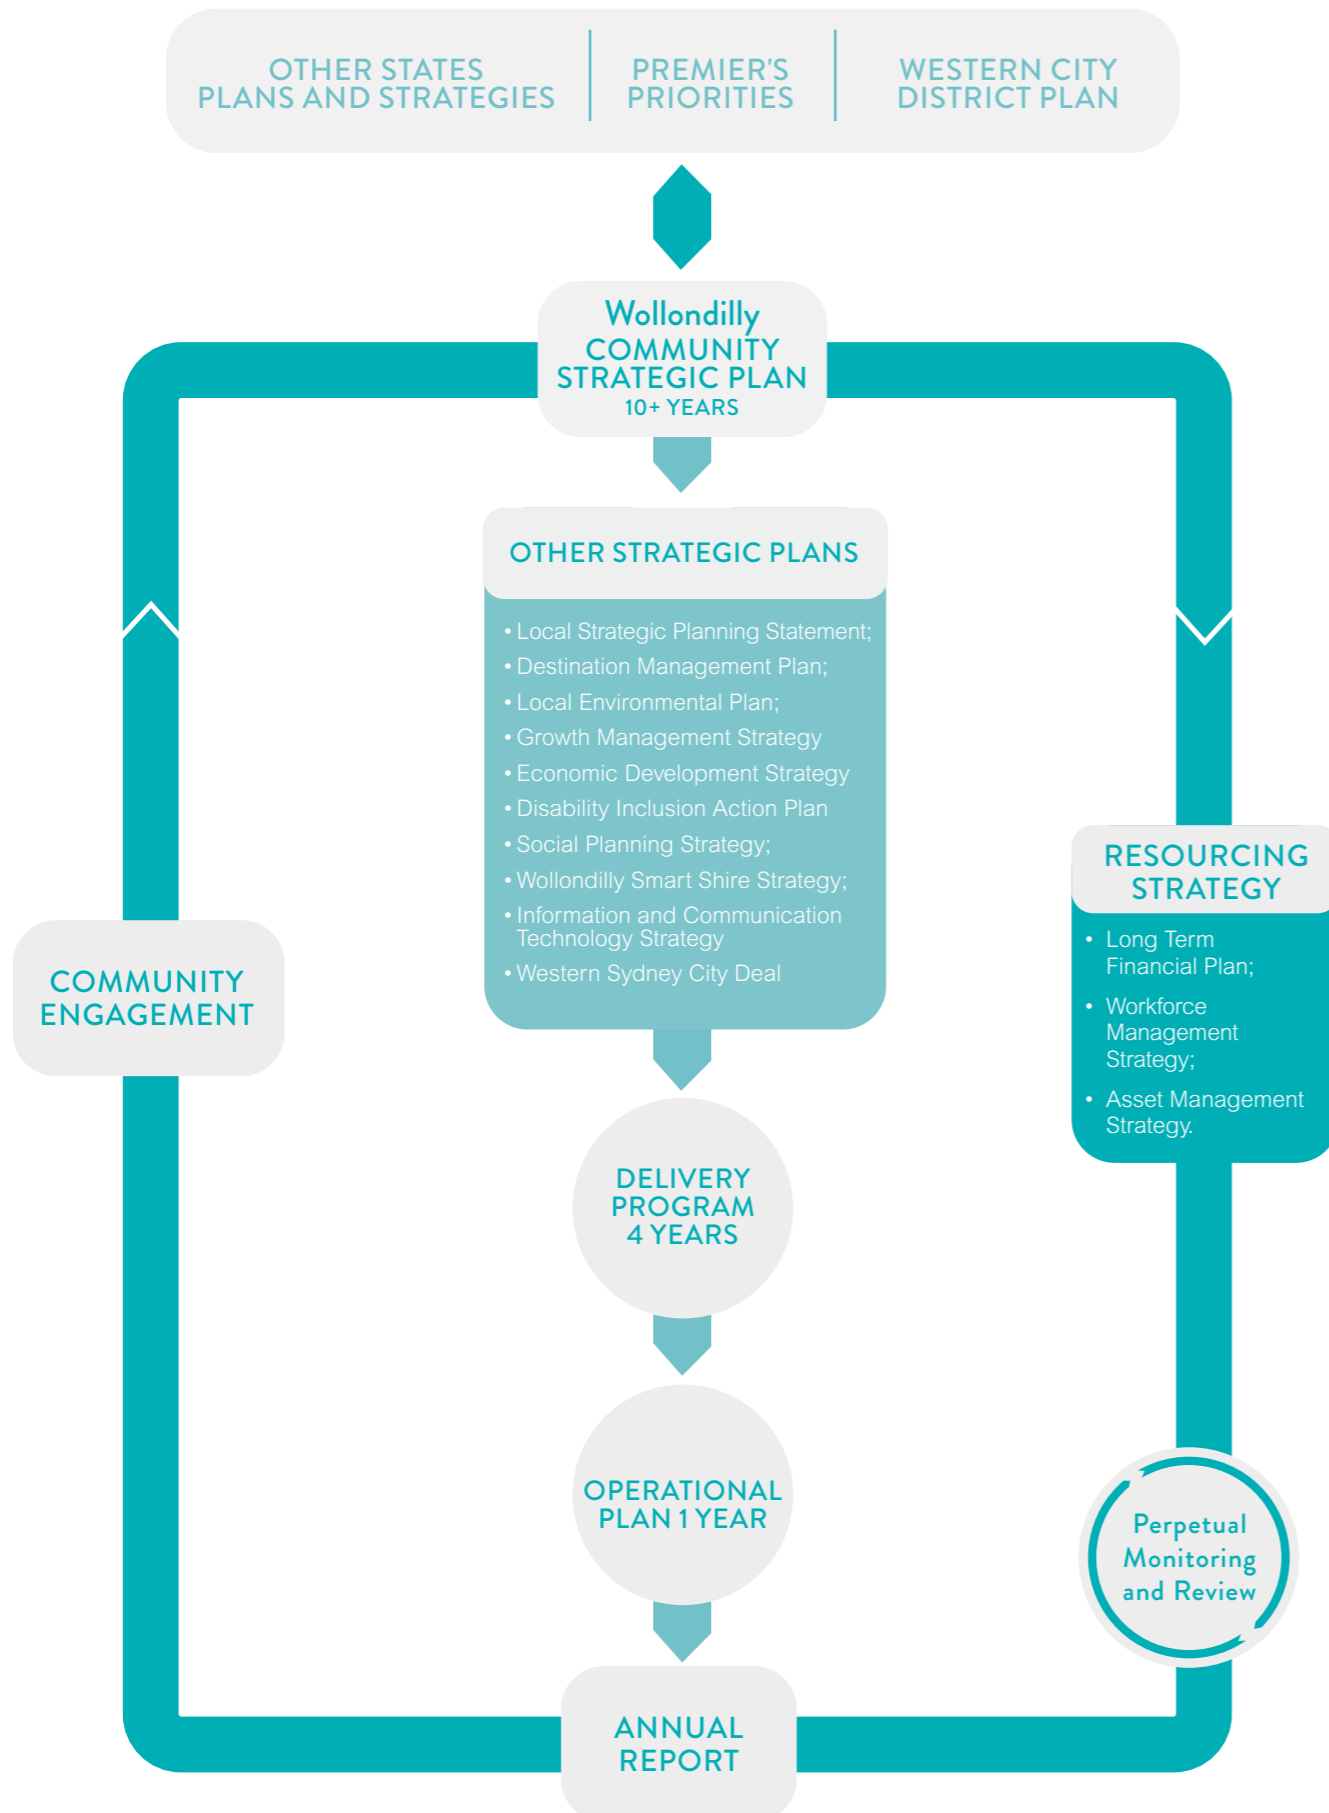 OTHER STATES
PLANS AND STRATEGIES
PREMIER'S
PRIORITIES
WESTERN CITY
DISTRICT PLAN
Wollondilly
COMMUNITY
STRATEGIC PLAN
10+ YEARS
OTHER STRATEGIC PLANS
• Local Strategic Planning Statement;
• Destination Management Plan;
• Local Environmental Plan;
• Growth Management Strategy
• Economic Development Strategy
• Disability Inclusion Action Plan
• Social Planning Strategy;
• Wollondilly Smart Shire Strategy;
• Information and Communication
Technology Strategy
• Western Sydney City Deal
RESOURCING
STRATEGY
• Long Term
Financial Plan;
• Workforce
Management
Strategy;
• Asset Management
Strategy.
COMMUNITY
ENGAGEMENT
DELIVERY
PROGRAM
4 YEARS
OPERATIONAL
PLAN 1 YEAR
Perpetual
Monitoring
and Review
ANNUAL
REPORT